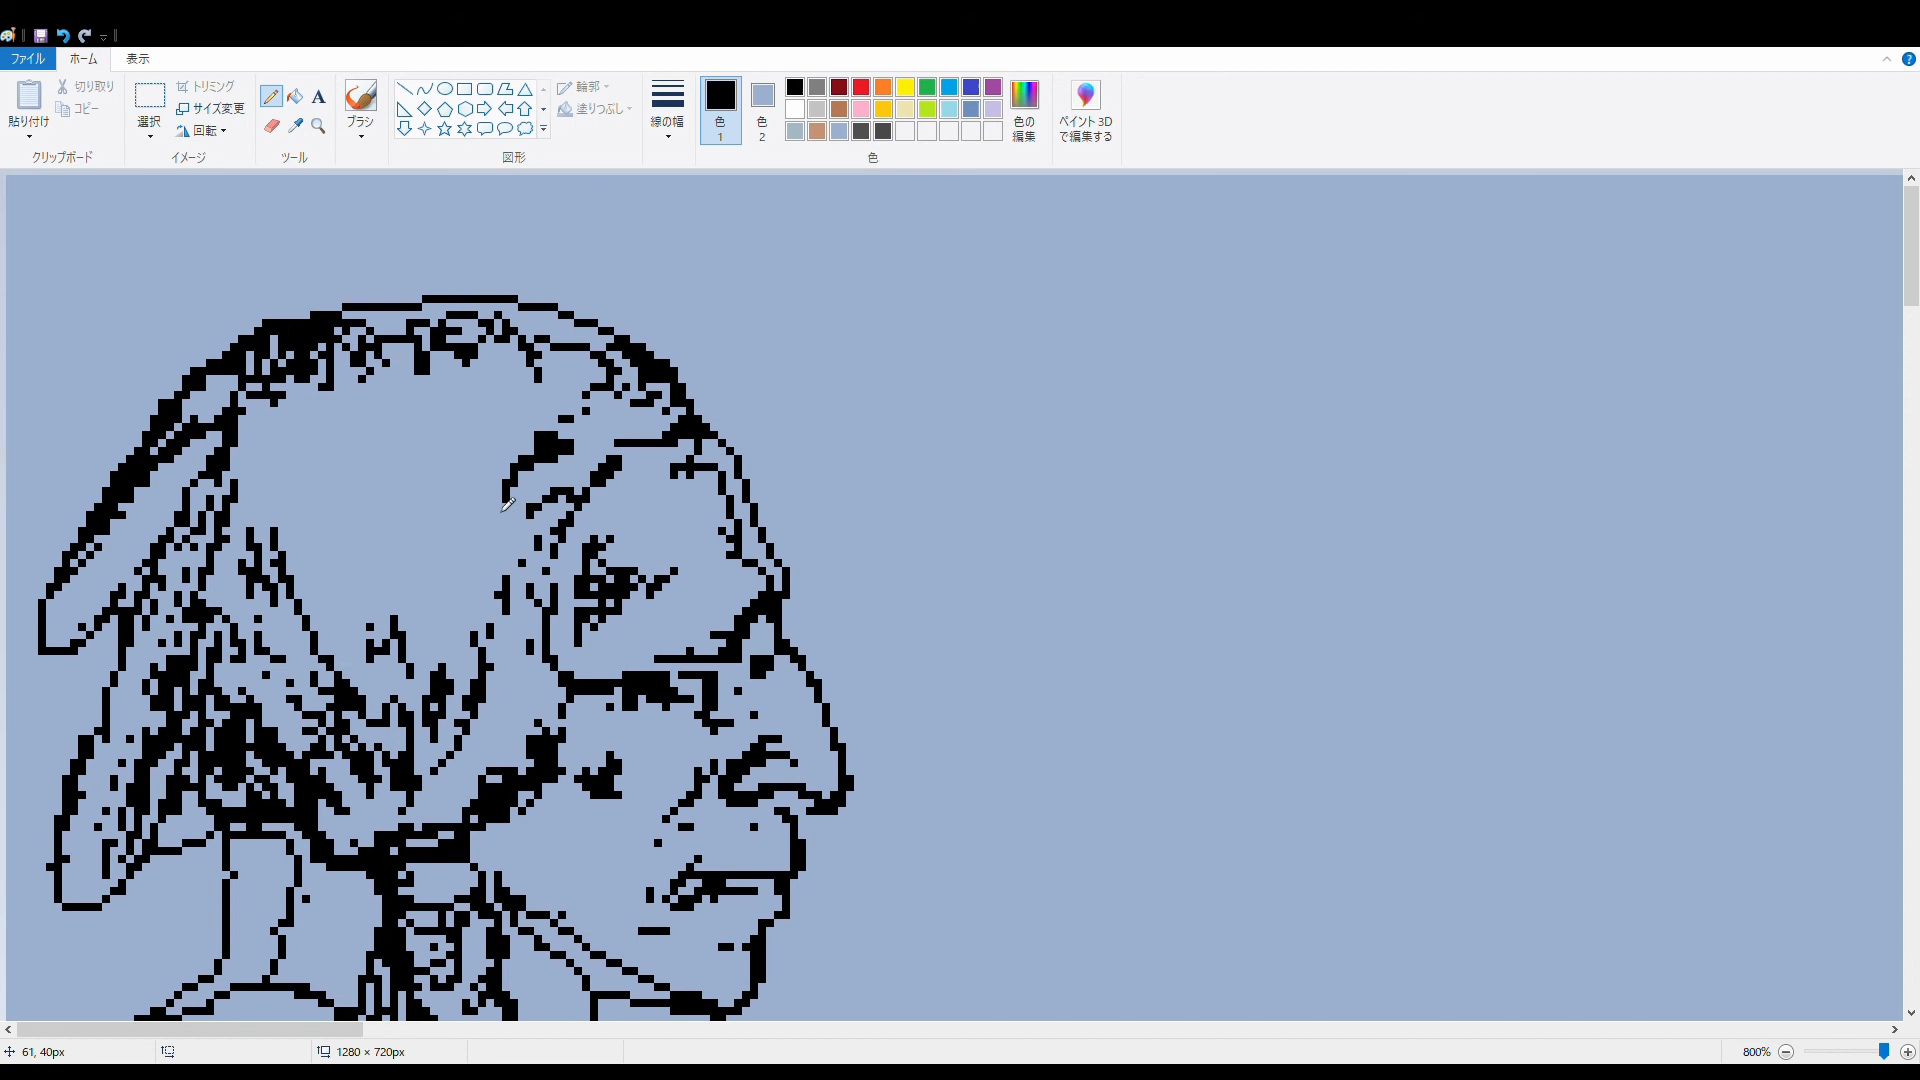 ファイル ホーム 表示
貼り付け 切り取り コピー
クリップボード
選択 トリミング サイズ変更 回転
イメージ
A
ツール
ブラシ
輪郭 塗りつぶし
図形
線の幅
色 1
色 2
色の編集
色
ペイント 3D で編集する
61, 40px
1280 × 720px
800%